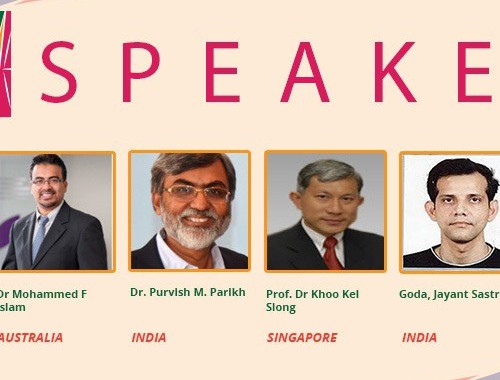 SPEAKE
Dr Mohammed F
Islam
Dr. Purvish M. Parikh
Prof. Dr Khoo Kei
Siong
Goda, Jayant Sastr
AUSTRALIA
INDIA
SINGAPORE
INDIA